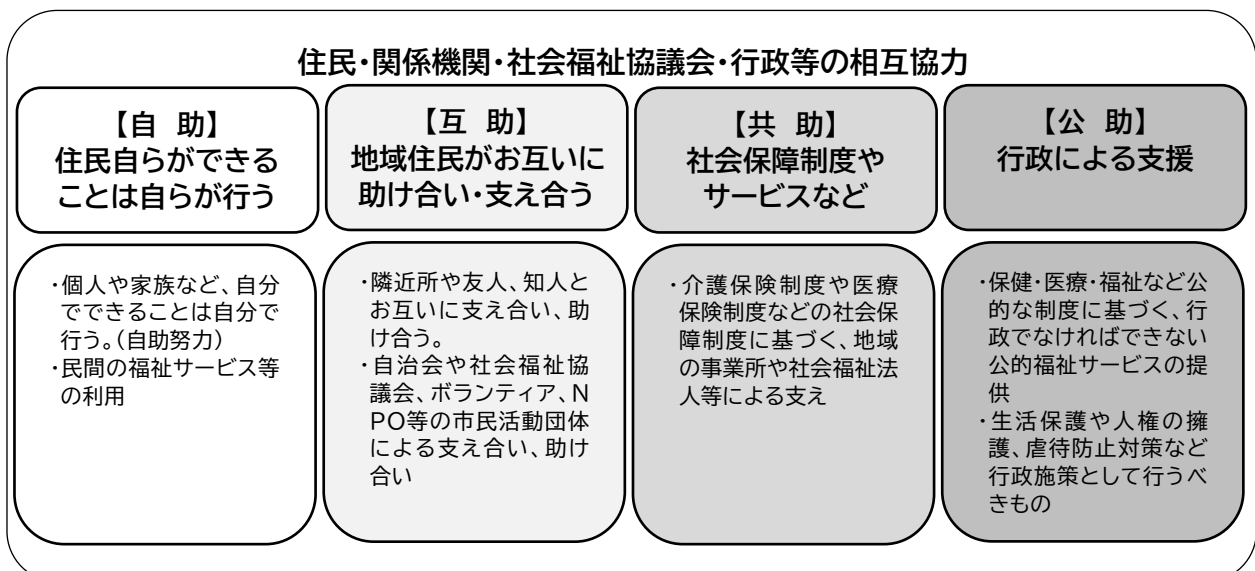 住民・関係機関・社会福祉協議会・行政等の相互協力
【自　助】
住民自らができる
ことは自らが行う
【互　助】
地域住民がお互いに
助け合い・支え合う
【共　助】
社会保障制度や
サービスなど
【公　助】
行政による支援
・個人や家族など、自分
でできることは自分で
行う。（自助努力）
・民間の福祉サービス等
の利用
・隣近所や友人、知人と
お互いに支え合い、助
け合う。
・自治会や社会福祉協
議会、ボランティア、N
PO等の市民活動団体
による支え合い、助け
合い
・介護保険制度や医療
保険制度などの社会保
障制度に基づく、地域
の事業所や社会福祉法
人等による支え
・保健・医療・福祉など公
的な制度に基づく、行
政でなければできない
公的福祉サービスの提
供
・生活保護や人権の擁
護、虐待防止対策など
行政施策として行うべ
きもの